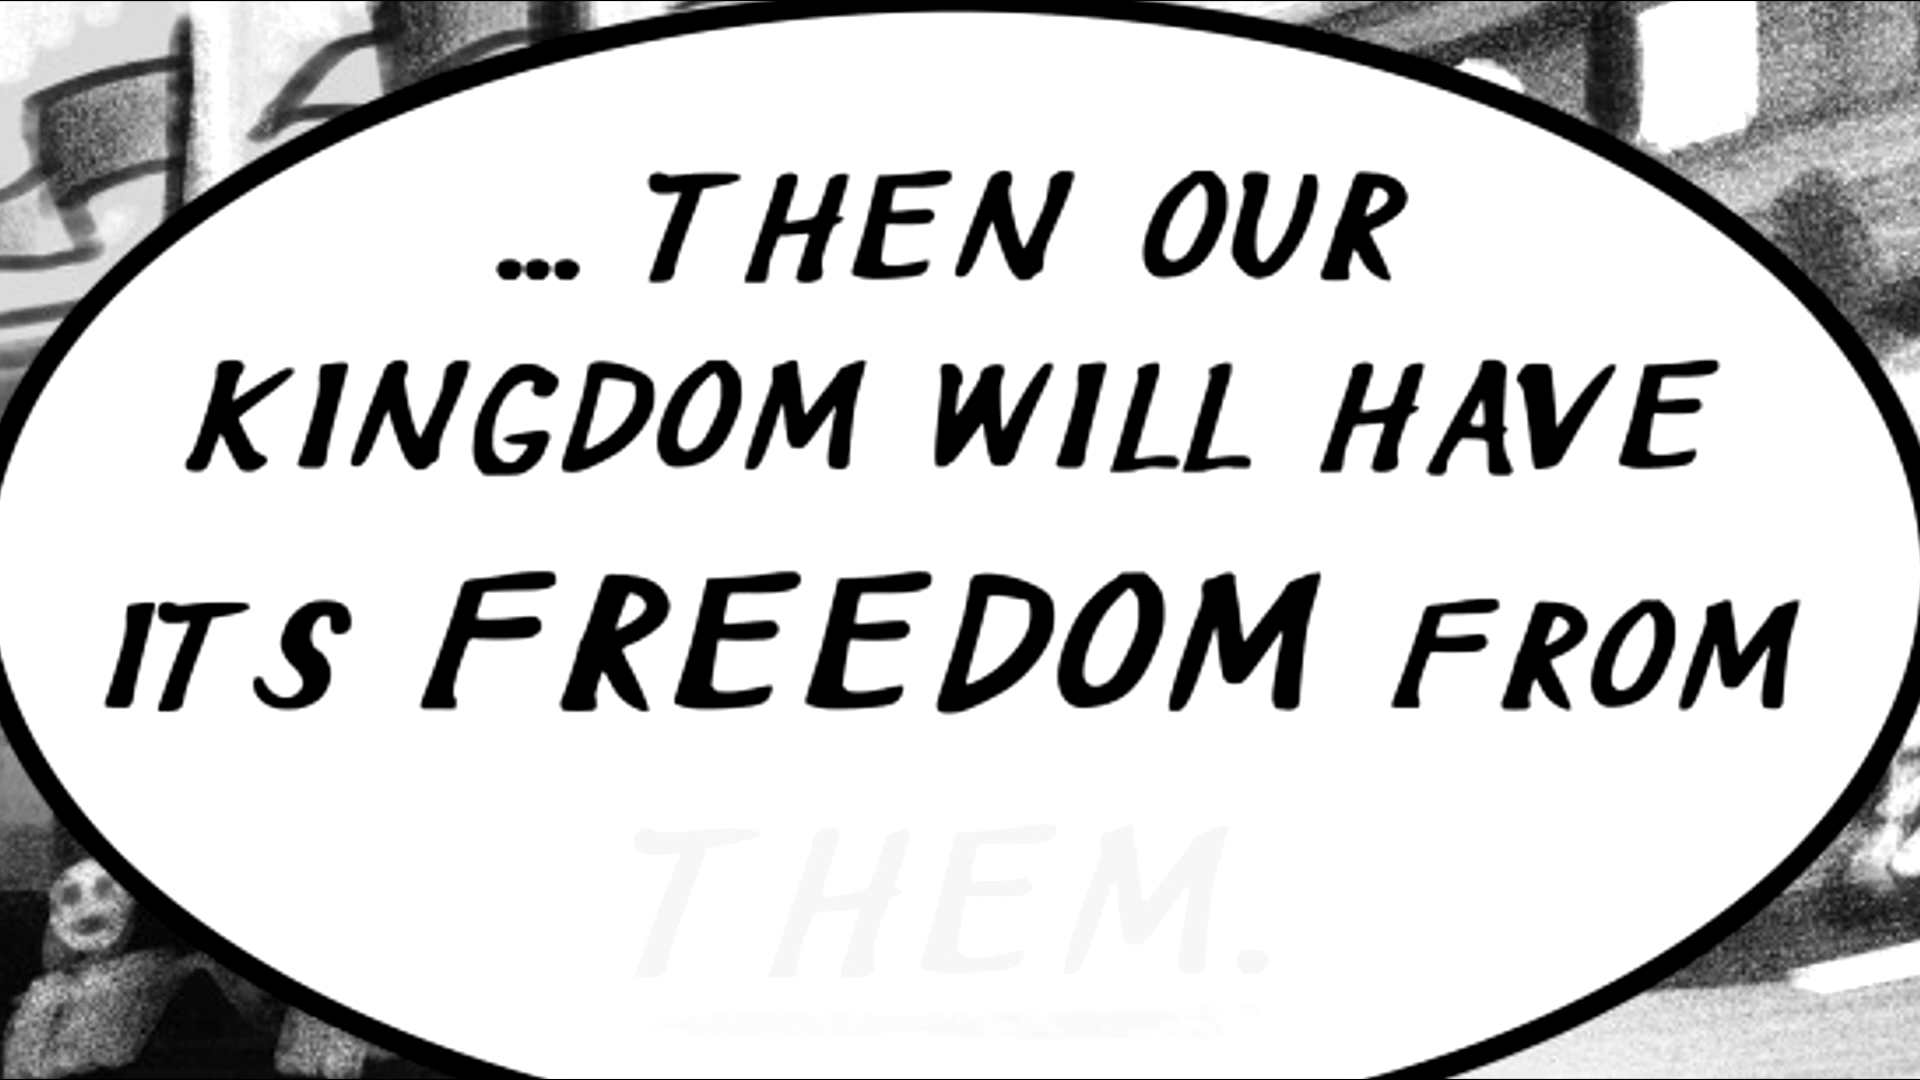 ... THEN OUR
KINGDOM WILL HAVE
ITS FREEDOM FROM
THEM.